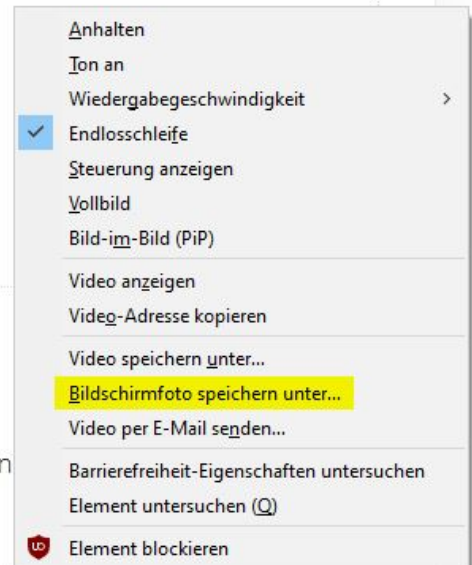 Anhalten
Ton an
Wiedergabegeschwindigkeit
Endlosschleife
Steuerung anzeigen
Vollbild
Bild-im-Bild (PiP)
Video anzeigen
Video-Adresse kopieren
Video speichern unter...
Bildschirmfoto speichern unter...
Video per E-Mail senden...
n
Barrierefreiheit-Eigenschaften untersuchen
Element untersuchen (Q)
Element blockieren